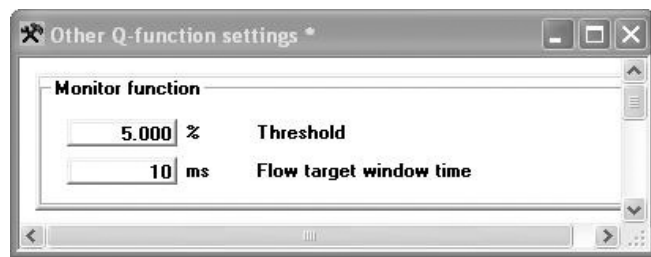 Other Q-function settings *
Monitor function
5.000 % Threshold
10 ms Flow target window time